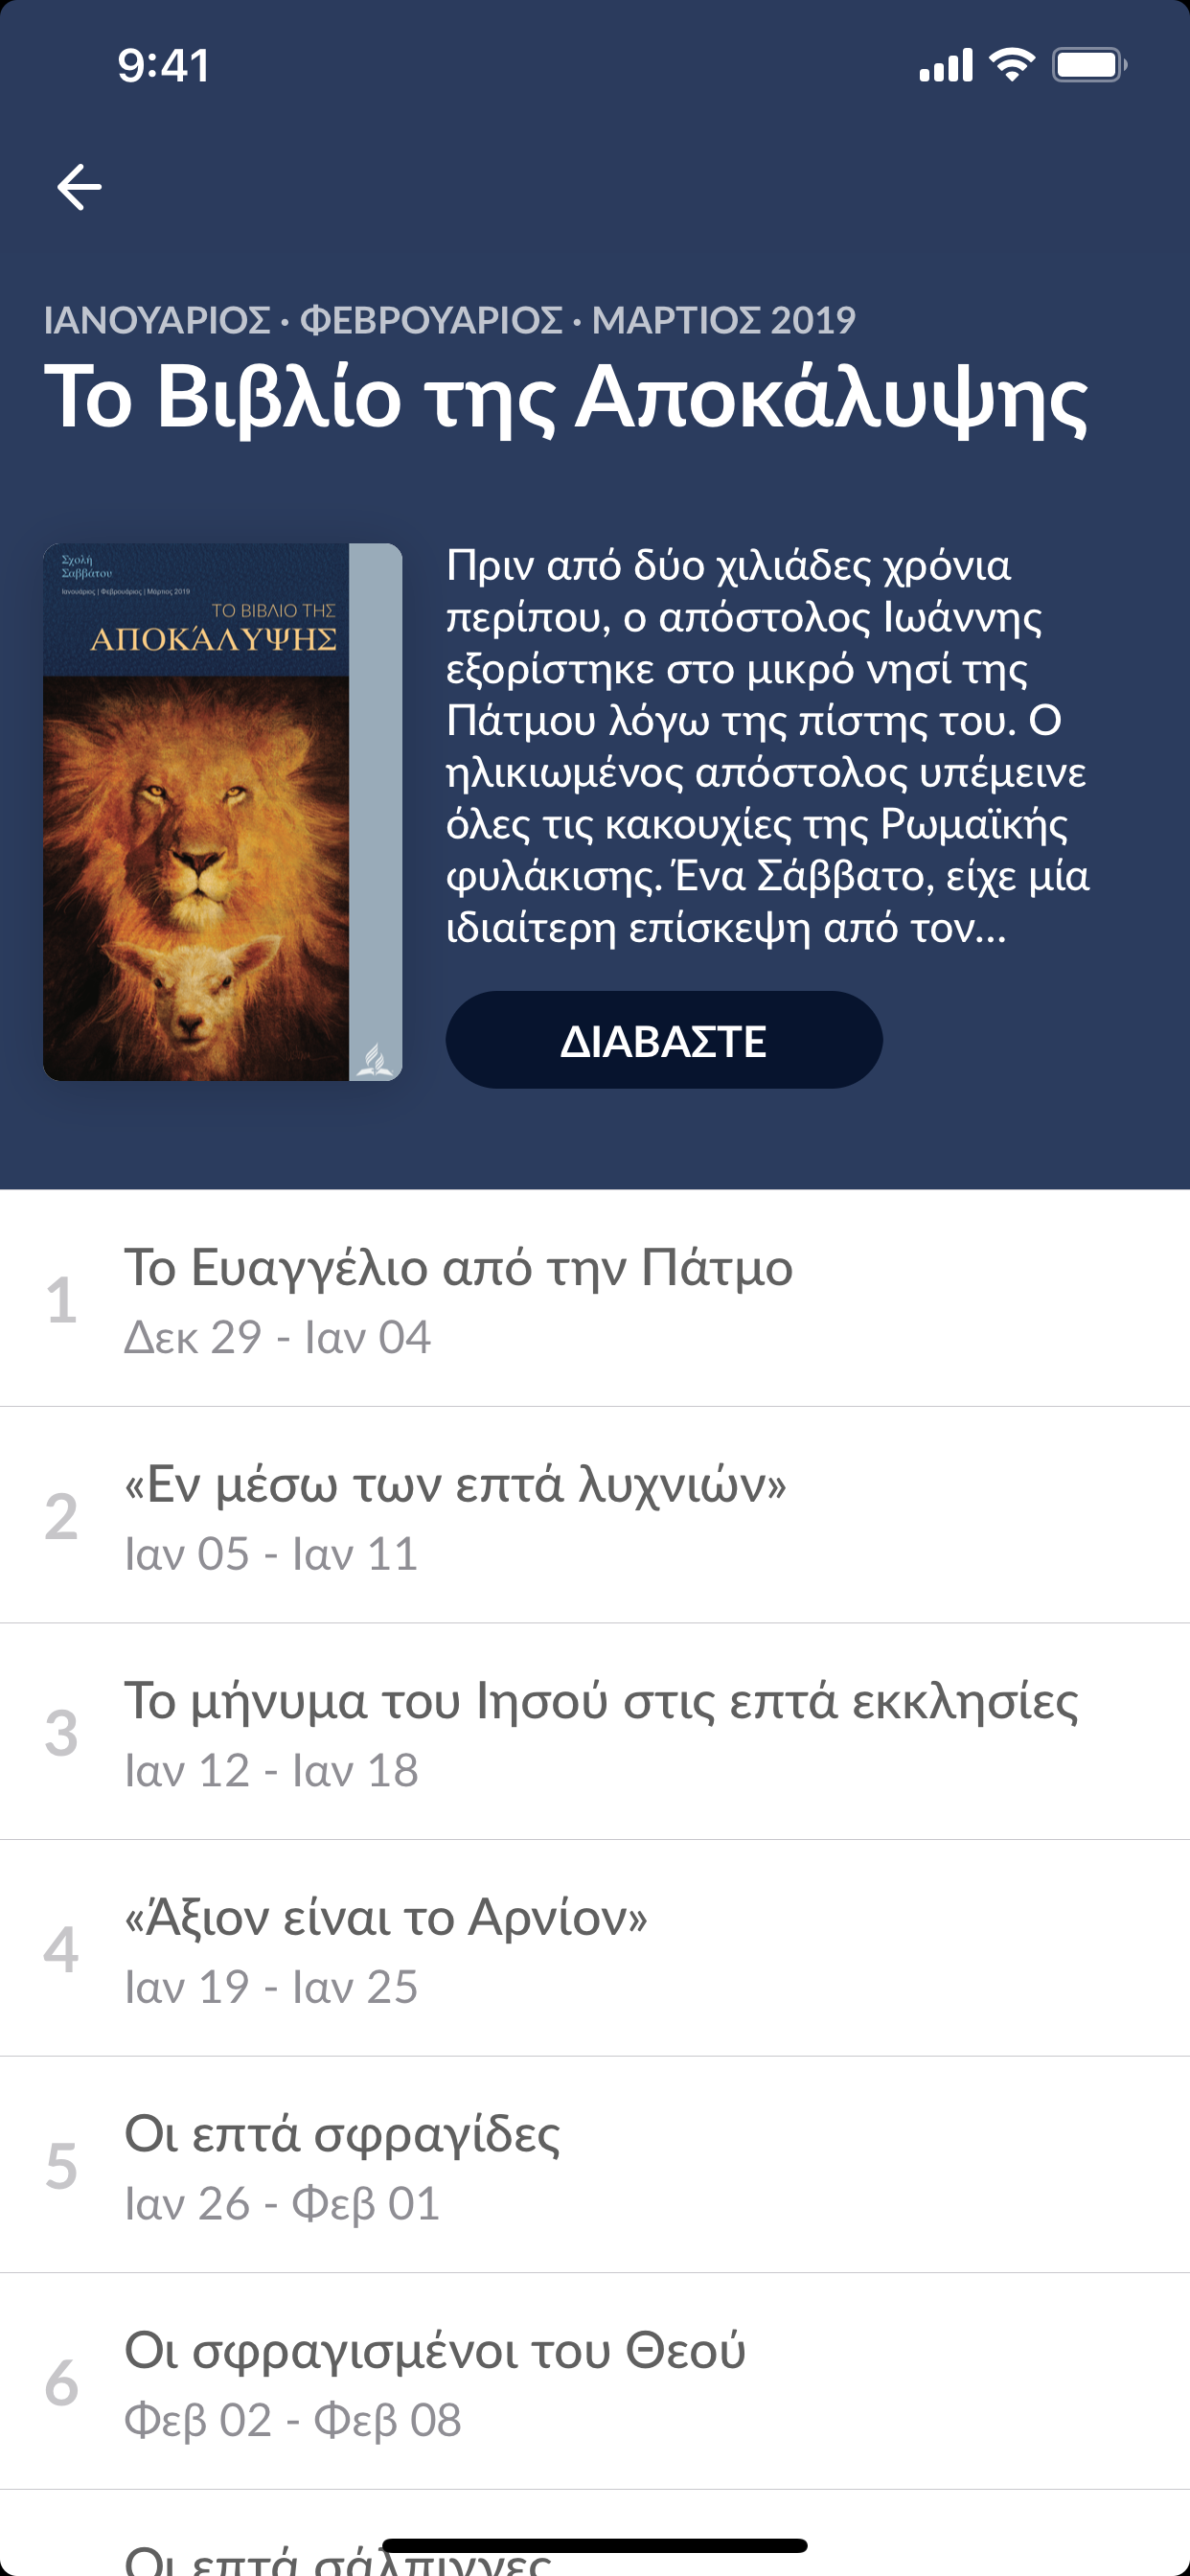 9:41
ΙΑΝΟΥΑΡΙΟΣ · ΦΕΒΡΟΥΑΡΙΟΣ · ΜΑΡΤΙΟΣ 2019
Το Βιβλίο της Αποκάλυψης
Σχολή
Σαββάτου
Ιανουάριος | Φεβρουάριος | Μάρτιος 2019
ΤΟ ΒΙΒΛΙΟ ΤΗΣ
ΑΠΟΚΆΛΥΨΗΣ
Πριν από δύο χιλιάδες χρόνια
περίπου, ο απόστολος Ιωάννης
εξορίστηκε στο μικρό νησί της
Πάτμου λόγω της πίστης του. Ο
ηλικιωμένος απόστολος υπέμεινε
όλες τις κακουχίες της Ρωμαϊκής
φυλάκισης. Ένα Σάββατο, είχε μία
ιδιαίτερη επίσκεψη από τον...
ΔΙΑΒΑΣΤΕ
1
Το Ευαγγέλιο από την Πάτμο
Δεκ 29 - Ιαν 04
2
«Εν μέσω των επτά λυχνιών»
Ιαν 05 - Ιαν 11
3
Το μήνυμα του Ιησού στις επτά εκκλησίες
Ιαν 12 - Ιαν 18
4
«Άξιον είναι το Αρνίον»
Ιαν 19 - Ιαν 25
5
Οι επτά σφραγίδες
Ιαν 26 - Φεβ 01
6
Οι σφραγισμένοι του Θεού
Φεβ 02 - Φεβ 08
Οι επτά σάλπιγγες